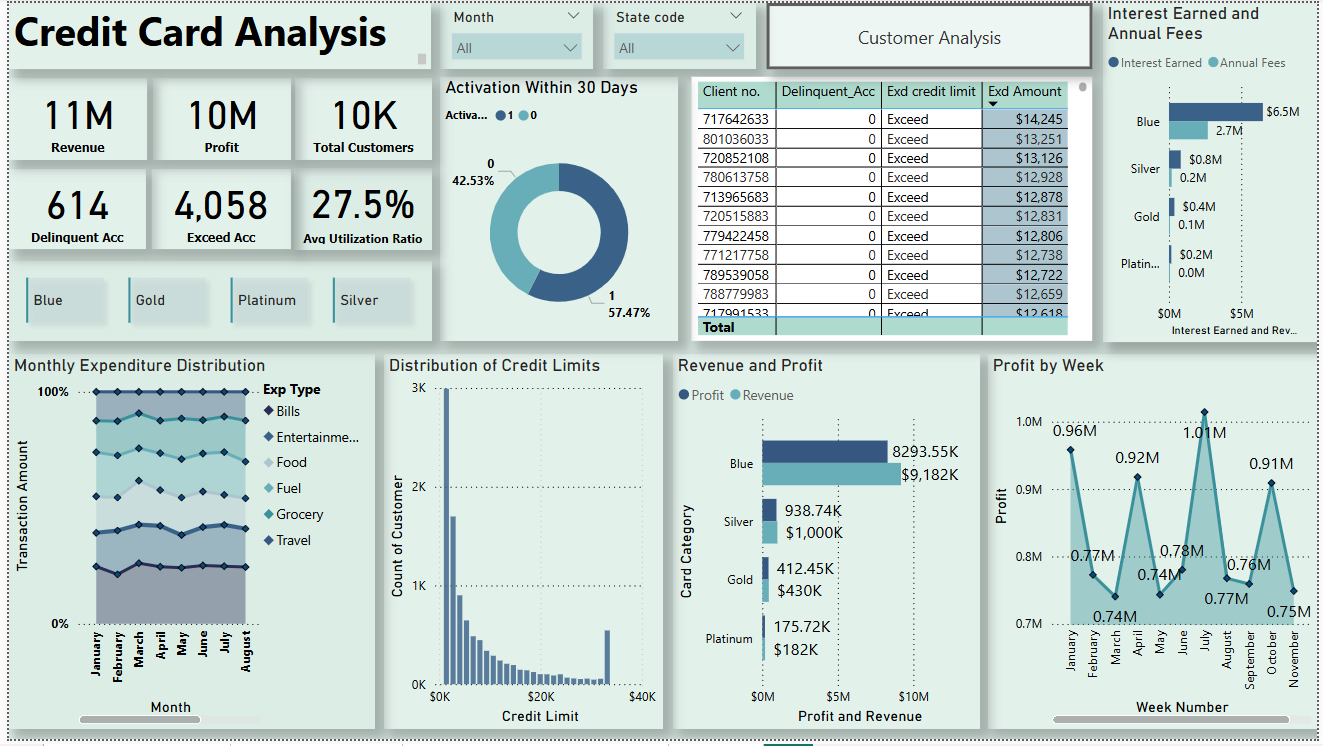 Credit Card Analysis
Month
All
State code
All
Customer Analysis
11M
Revenue
10M
Profit
10K
Total Customers
614
Delinquent Acc
4,058
Exceed Acc
27.5%
Avg Utilization Ratio
Blue
Gold
Platinum
Silver
Activation Within 30 Days
Activa... 1 0
0
42.53%
1
57.47%
Client no. Delinquent_Acc Exd credit limit Exd Amount
717642633 0 Exceed $14,245
801036033 0 Exceed $13,251
720852108 0 Exceed $13,126
780613758 0 Exceed $12,928
713965683 0 Exceed $12,878
720515883 0 Exceed $12,831
779422458 0 Exceed $12,806
771217758 0 Exceed $12,738
789539058 0 Exceed $12,722
788779983 0 Exceed $12,659
717991533 0 Exceed $12,618
Total
Interest Earned and
Annual Fees
Interest Earned Annual Fees
Blue
$6.5M
2.7M
Silver
$0.8M
0.2M
Gold
$0.4M
0.1M
Platin...
$0.2M
0.0M
$0M $5M
Interest Earned and Rev...
Monthly Expenditure Distribution
Transaction Amount
100%
0%
Exp Type
Bills
Entertainme...
Food
Fuel
Grocery
Travel
January
February
March
April
May
June
July
August
Month
Distribution of Credit Limits
Count of Customer
3K
2K
1K
0K
$0K $20K $40K
Credit Limit
Revenue and Profit
Profit Revenue
Card Category
Blue
8293.55K
$9,182K
Silver
938.74K
$1,000K
Gold
412.45K
$430K
Platinum
175.72K
$182K
$0M $5M $10M
Profit and Revenue
Profit by Week
Profit
1.0M
0.9M
0.8M
0.7M
0.96M
0.77M
0.74M
0.92M
0.74M
0.78M
1.01M
0.77M
0.76M
0.91M
0.75M
January
February
March
April
May
June
July
August
September
October
November
Week Number